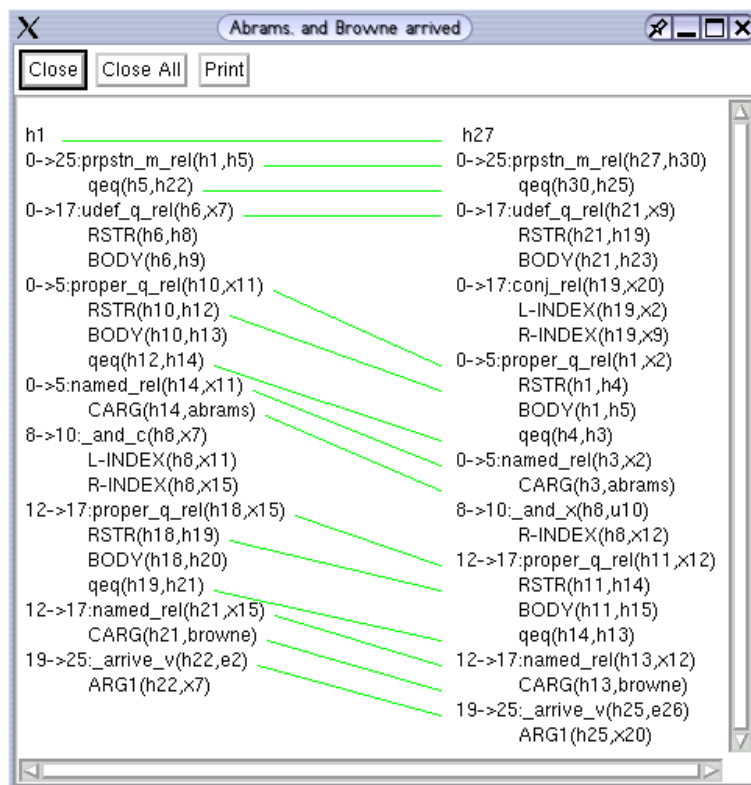 Abrams. and Browne arrived
Close Close All Print
h1
0->25:prpstn_m_rel(h1,h5)
qeq(h5,h22)
0->17:udef_q_rel(h6,x7)
RSTR(h6,h8)
BODY(h6,h9)
0->5:proper_q_rel(h10,x11)
RSTR(h10,h12)
BODY(h10,h13)
qeq(h12,h14)
0->5:named_rel(h14,x11)
CARG(h14,abrams)
8->10:_and_c(h8,x7)
L-INDEX(h8,x11)
R-INDEX(h8,x15)
12->17:proper_q_rel(h18,x15)
RSTR(h18,h19)
BODY(h18,h20)
qeq(h19,h21)
12->17:named_rel(h21,x15)
CARG(h21,browne)
19->25:_arrive_v(h22,e2)
ARG1(h22,x7)
h27
0->25:prpstn_m_rel(h27,h30)
qeq(h30,h25)
0->17:udef_q_rel(h21,x9)
RSTR(h21,h19)
BODY(h21,h23)
0->17:conj_rel(h19,x20)
L-INDEX(h19,x2)
R-INDEX(h19,x9)
0->5:proper_q_rel(h1,x2)
RSTR(h1,h4)
BODY(h1,h5)
qeq(h4,h3)
0->5:named_rel(h3,x2)
CARG(h3,abrams)
8->10:_and_x(h8,u10)
R-INDEX(h8,x12)
12->17:proper_q_rel(h11,x12)
RSTR(h11,h14)
BODY(h11,h15)
qeq(h14,h13)
12->17:named_rel(h13,x12)
CARG(h13,browne)
19->25:_arrive_v(h25,e26)
ARG1(h25,x20)